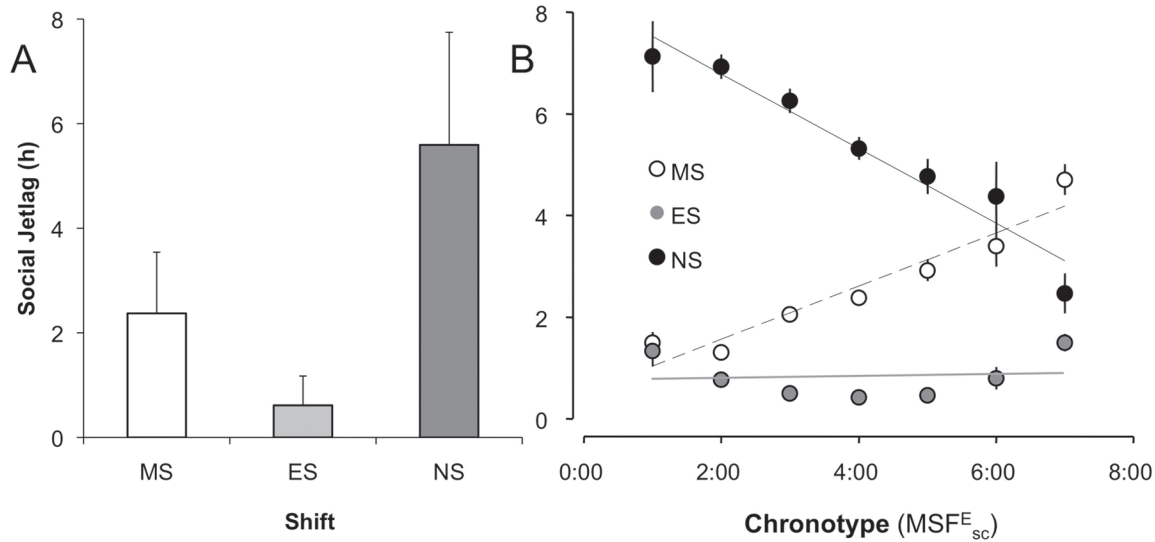 A
Social Jetlag (h)
8
6
4
2
0
MS ES NS
Shift
B
8
6
4
2
0
MS
ES
NS
0:00 2:00 4:00 6:00 8:00
Chronotype (MSFᴱsc)